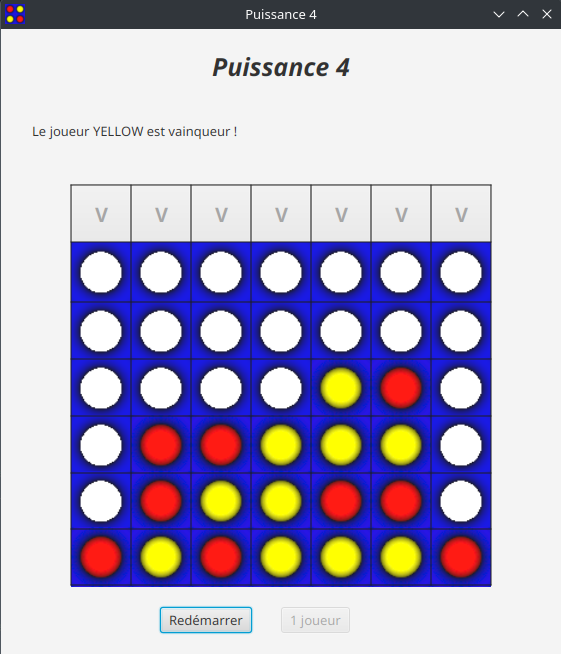 Puissance 4
Puissance 4
Le joueur YELLOW est vainqueur !
V V V V V V V
Redémarrer 1 joueur